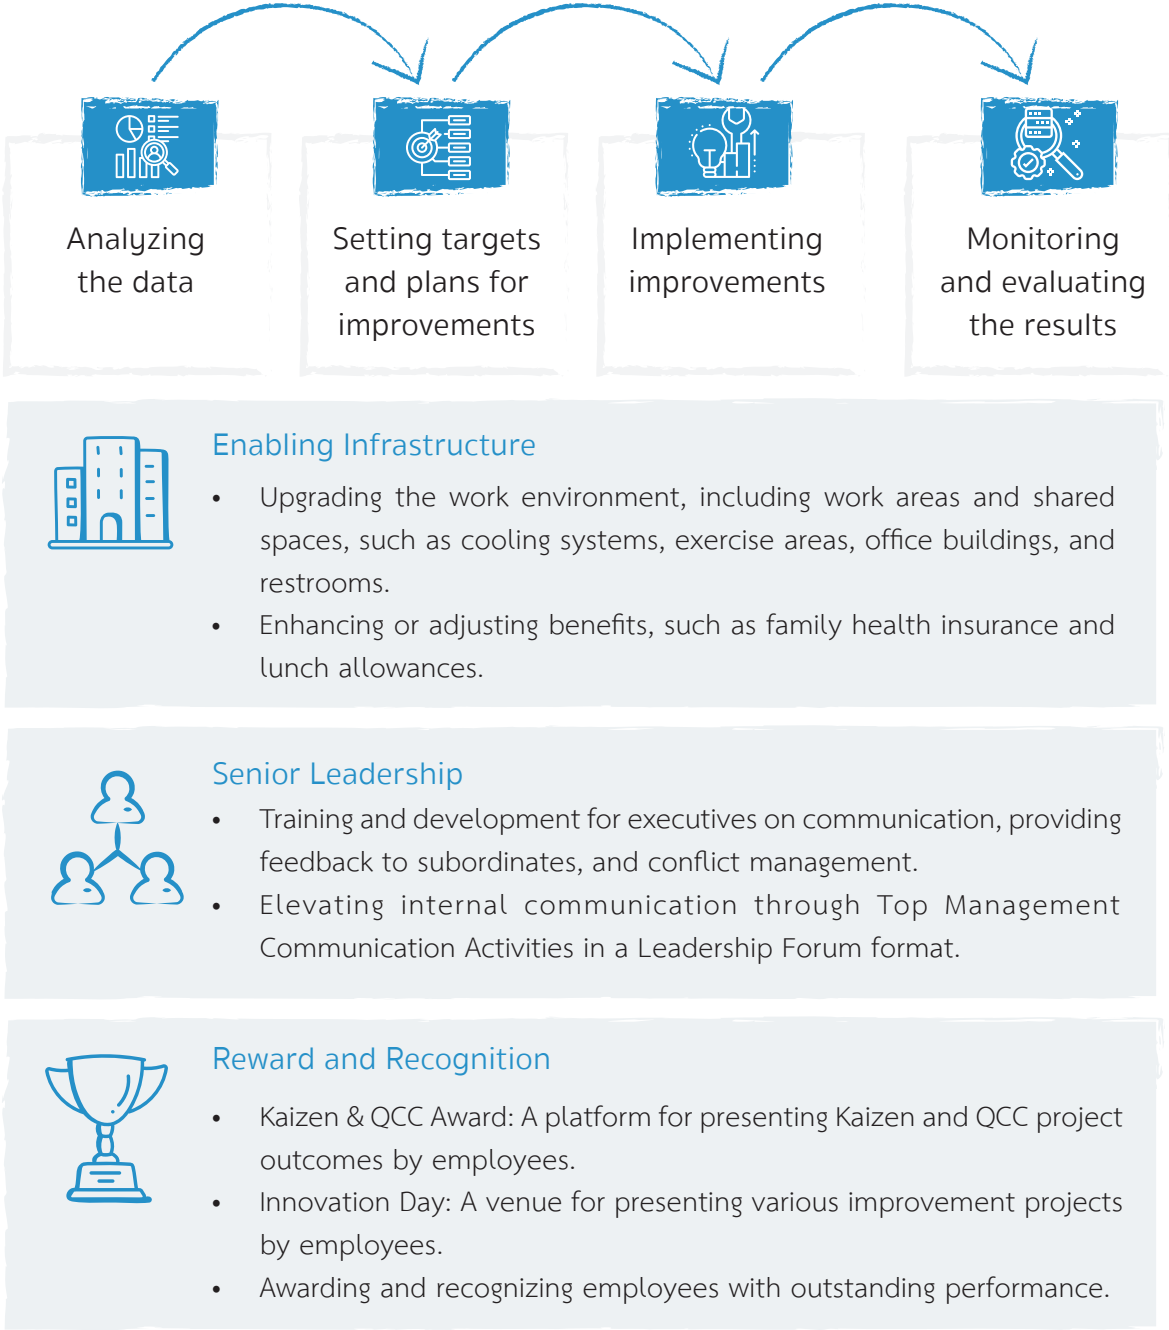 Analyzing
the data
Setting targets
and plans for
improvements
Implementing
improvements
Monitoring
and evaluating
the results
Enabling Infrastructure
• Upgrading the work environment, including work areas and shared
spaces, such as cooling systems, exercise areas, office buildings, and
restrooms.
• Enhancing or adjusting benefits, such as family health insurance and
lunch allowances.
Senior Leadership
• Training and development for executives on communication, providing
feedback to subordinates, and conflict management.
• Elevating internal communication through Top Management
Communication Activities in a Leadership Forum format.
Reward and Recognition
• Kaizen & QCC Award: A platform for presenting Kaizen and QCC project
outcomes by employees.
• Innovation Day: A venue for presenting various improvement projects
by employees.
• Awarding and recognizing employees with outstanding performance.